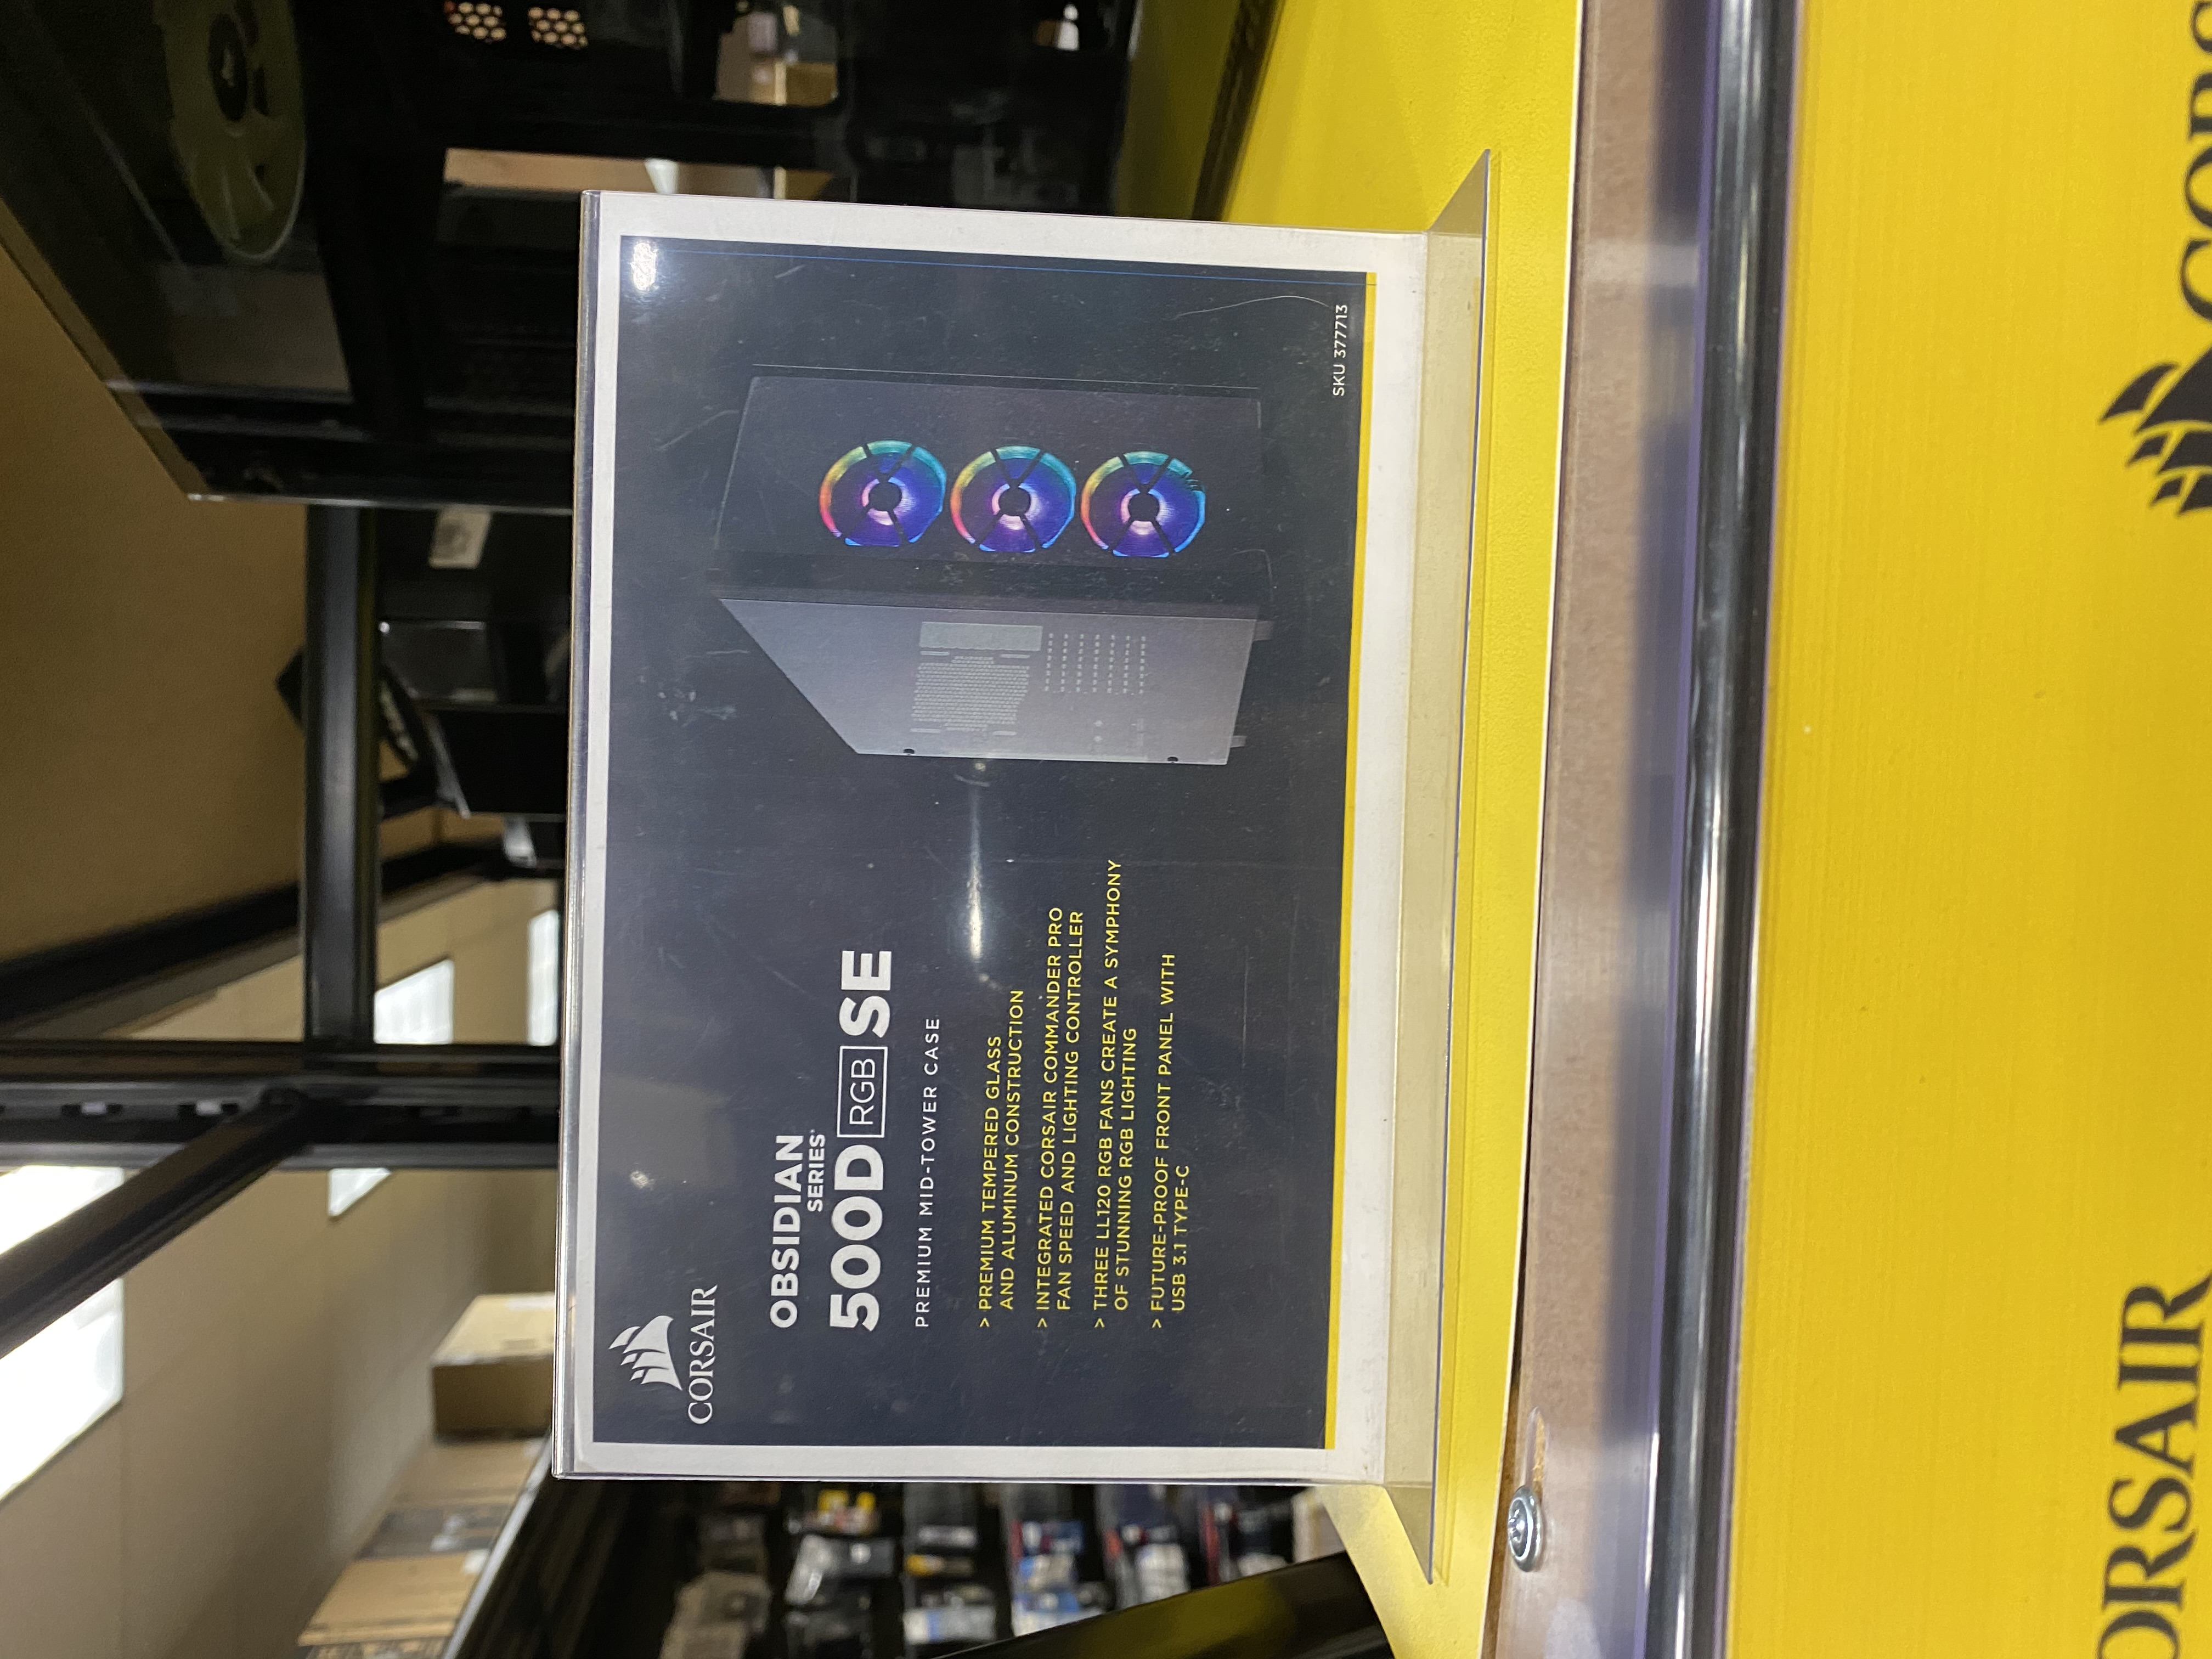 CORSAIR
OBSIDIAN
SERIES
500D RGB SE
PREMIUM MID-TOWER CASE
> PREMIUM TEMPERED GLASS
AND ALUMINUM CONSTRUCTION
> INTEGRATED CORSAIR COMMANDER PRO
FAN SPEED AND LIGHTING CONTROLLER
> THREE LL120 RGB FANS CREATE A SYMPHONY
OF STUNNING RGB LIGHTING
> FUTURE-PROOF FRONT PANEL WITH
USB 3.1 TYPE-C
SKU 377713
ORSAIR
CORS